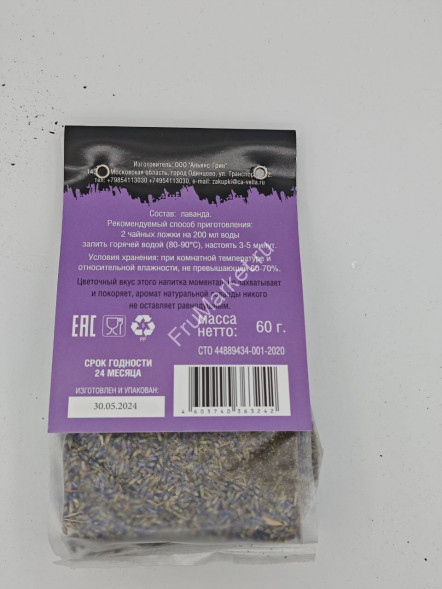 Изготовитель: ООО "Альянс-Грин"
Московская область, город Одинцово, ул.
тел: +79854113030 +74954113030, e-mail: zakupki@ca-vella.ru
Состав: лаванда.
Рекомендуемый способ приготовления:
2 чайных ложки на 200 мл воды
залить горячей водой (80-90°С), настоять 3-5 минут.
Условия хранения: при комнатной температуре и
относительной влажности, не превышающей 60-70%.
Цветочный вкус этого напитка моментально захватывает
и покоряет, аромат натуральной лаванды никого
не оставляет равнодушным.
EAC
PP
масса
нетто: 60 г.
СТО 44889434-001-2020
СРОК ГОДНОСТИ
24 МЕСЯЦА
ИЗГОТОВЛЕН И УПАКОВАН:
30.05.2024
4603740363242
FruMarket.ru